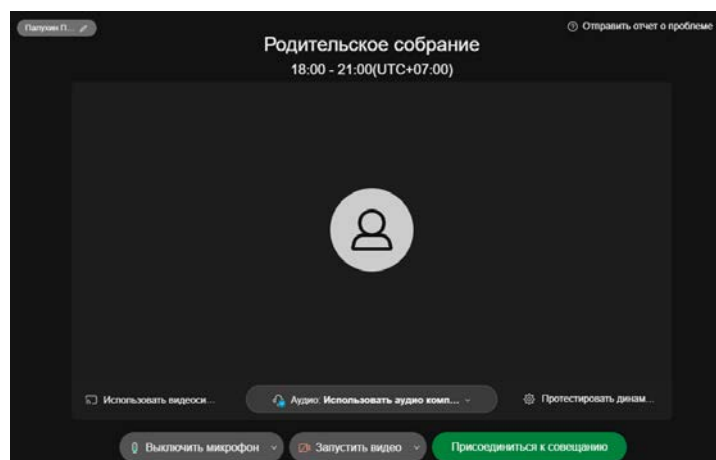 Папухин П...
Отправить отчет о проблеме
Родительское собрание
18:00 - 21:00(UTC+07:00)
Использовать видеоси...
Аудио: Использовать аудио комп...
Протестировать динам...
Выключить микрофон
Запустить видео
Присоединиться к совещанию